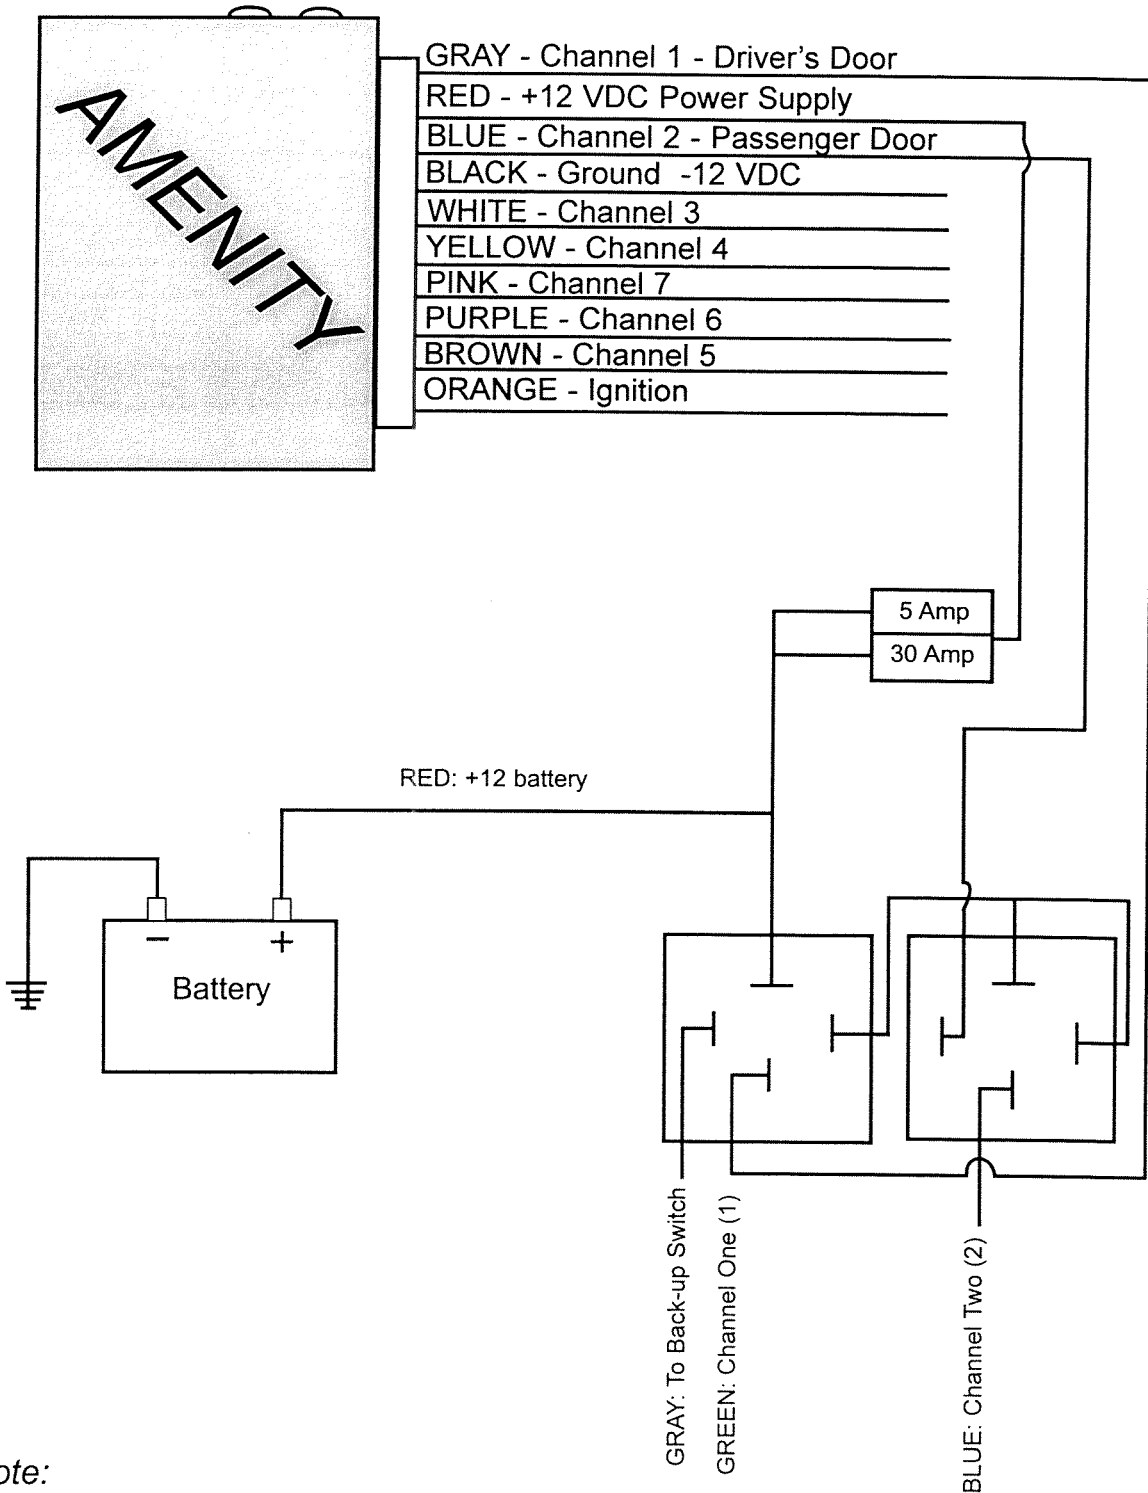 AMENITY
GRAY - Channel 1 - Driver's Door
RED - +12 VDC Power Supply
BLUE - Channel 2 - Passenger Door
BLACK - Ground -12 VDC
WHITE - Channel 3
YELLOW - Channel 4
PINK - Channel 7
PURPLE - Channel 6
BROWN - Channel 5
ORANGE - Ignition
5 Amp
30 Amp
RED: +12 battery
− +
Battery
GRAY: To Back-up Switch
GREEN: Channel One (1)
BLUE: Channel Two (2)
ote: